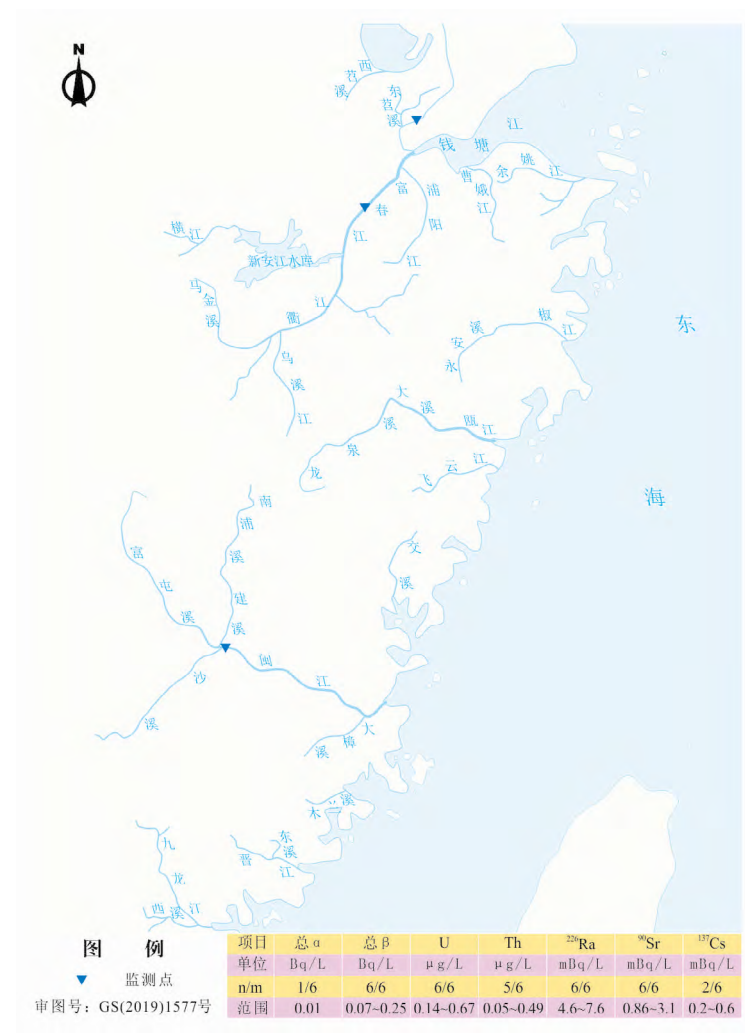 N
西苕溪
东苕溪
钱塘江
曹娥江
余姚江
富春江
浦阳江
横江
新安江水库
马金溪
衢江
乌溪江
东海
椒江
永安溪
大溪
瓯江
龙泉溪
飞云江
南浦溪
交溪
富屯溪
建溪
闽江
沙溪
大樟溪
木兰溪
东溪
晋江
九龙江
西溪
图 例
监测点
审图号：GS(2019)1577号
项目 总α 总β U Th ²²⁶Ra ⁹⁰Sr ¹³⁷Cs
单位 Bq/L Bq/L μg/L μg/L mBq/L mBq/L mBq/L
n/m 1/6 6/6 6/6 5/6 6/6 6/6 2/6
范围 0.01 0.07~0.25 0.14~0.67 0.05~0.49 4.6~7.6 0.86~3.1 0.2~0.6